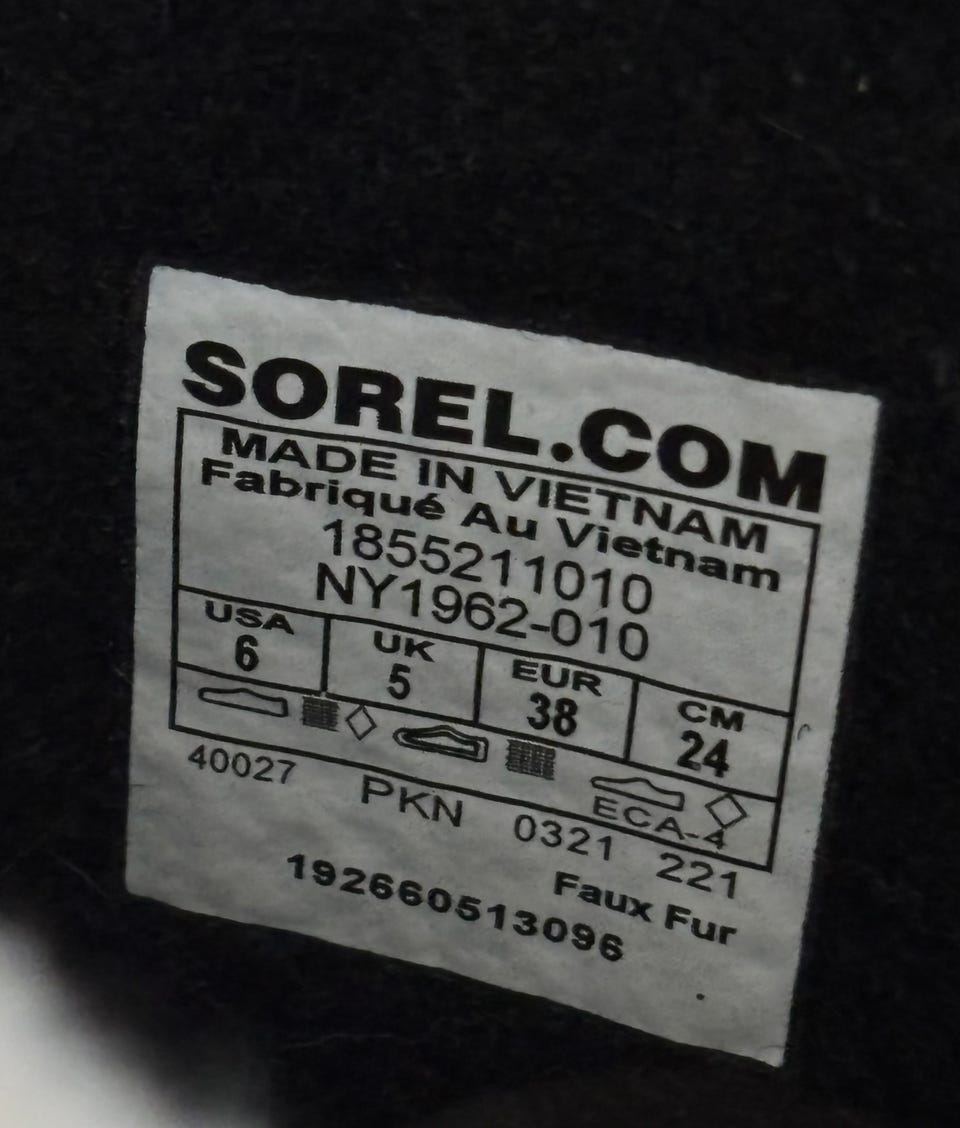 SOREL.COM
MADE IN VIETNAM
Fabriqué Au Vietnam
1855211010
NY1962-010
USA UK EUR CM
6 5 38 24
ECA-4
40027 PKN 0321 221
Faux Fur
192660513096